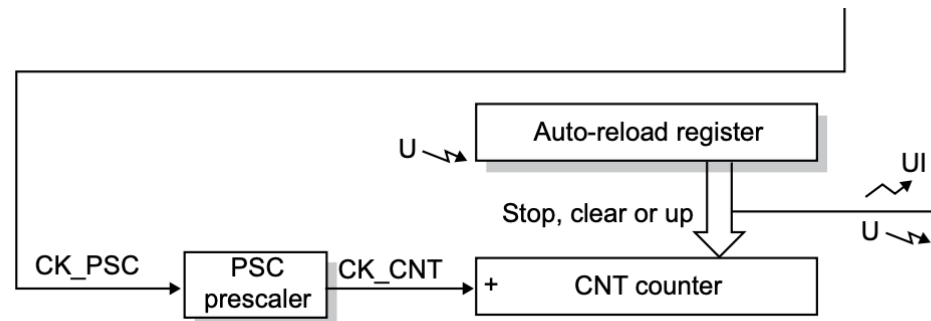 Auto-reload register
U
UI
Stop, clear or up
U
CK_PSC
PSC
prescaler
CK_CNT
+
CNT counter